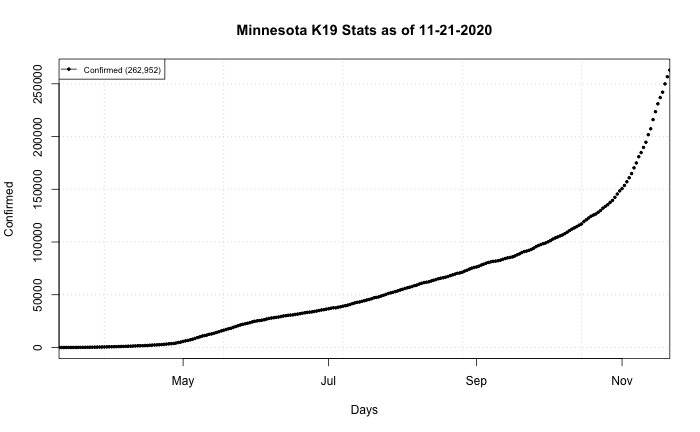 Minnesota K19 Stats as of 11-21-2020
Confirmed (262,952)
250000
200000
150000
100000
50000
0
Confirmed
May Jul Sep Nov
Days